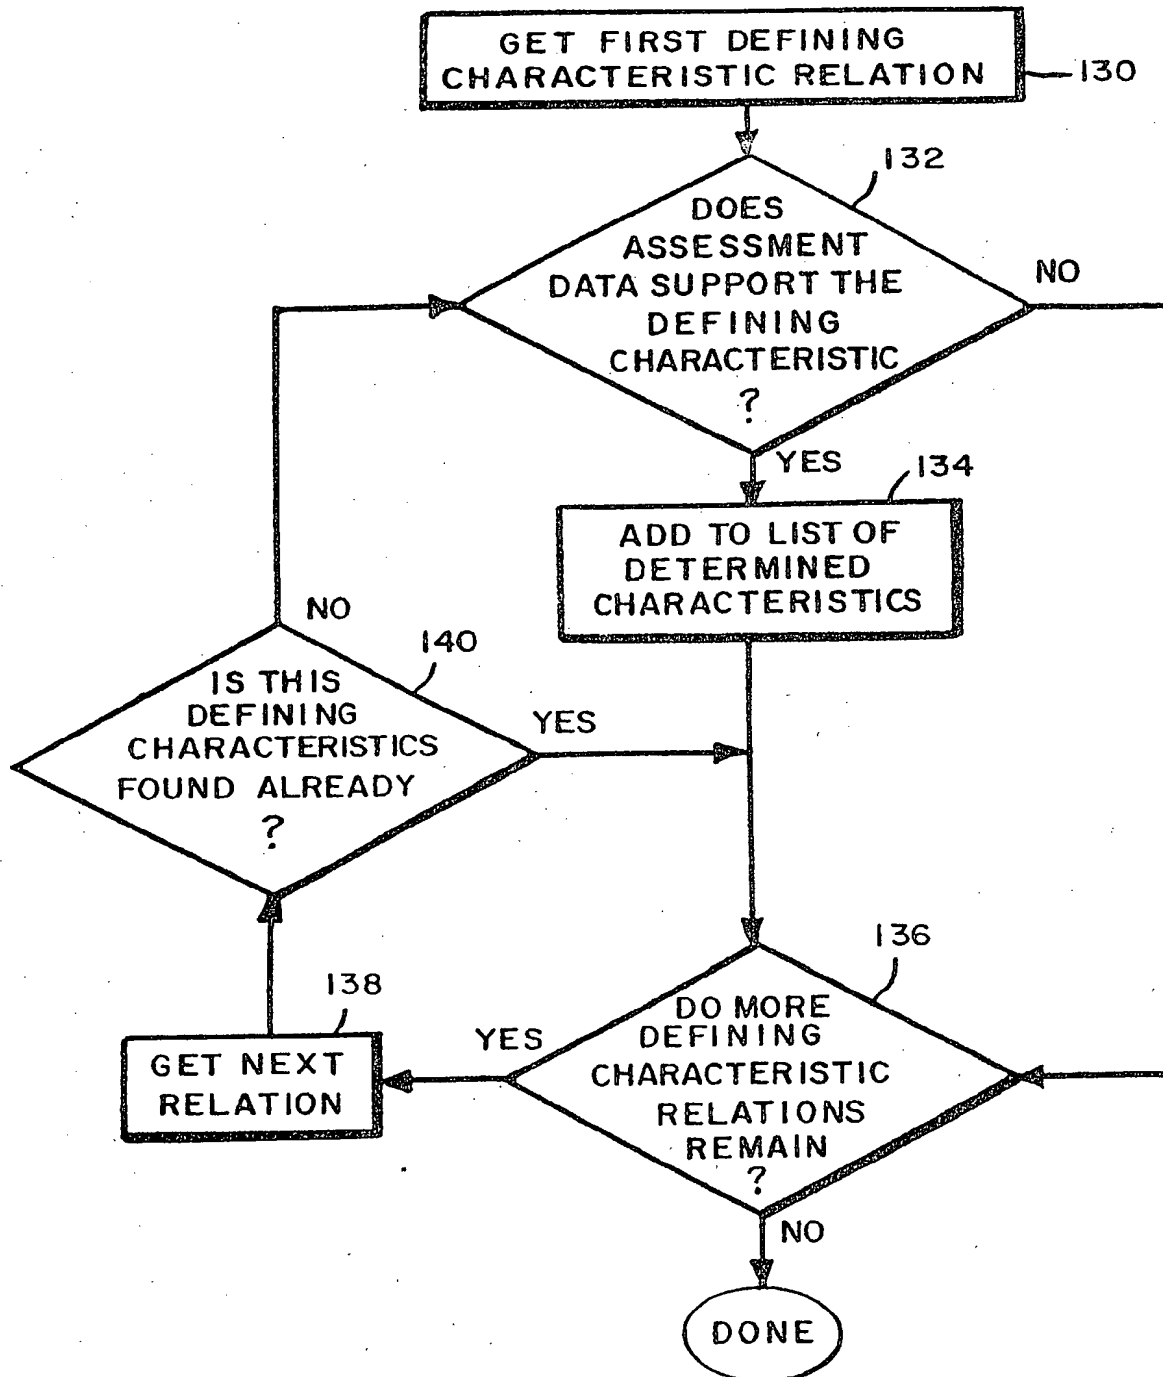 GET FIRST DEFINING
CHARACTERISTIC RELATION
130
132
DOES
ASSESSMENT
DATA SUPPORT THE
DEFINING
CHARACTERISTIC
?
NO
YES
134
ADD TO LIST OF
DETERMINED
CHARACTERISTICS
NO
140
IS THIS
DEFINING
CHARACTERISTICS
FOUND ALREADY
?
YES
136
DO MORE
DEFINING
CHARACTERISTIC
RELATIONS
REMAIN
?
YES
138
GET NEXT
RELATION
NO
DONE